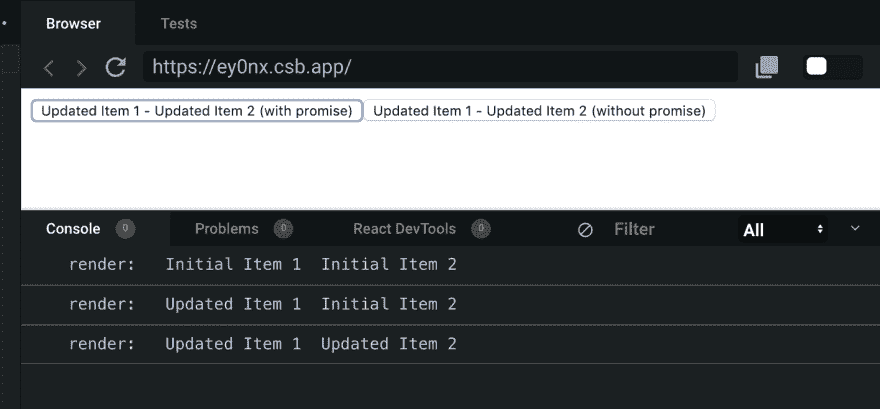 Browser Tests
https://ey0nx.csb.app/
Updated Item 1 - Updated Item 2 (with promise) Updated Item 1 - Updated Item 2 (without promise)
Console 0 Problems 0 React DevTools 0 Filter All
render: Initial Item 1 Initial Item 2
render: Updated Item 1 Initial Item 2
render: Updated Item 1 Updated Item 2